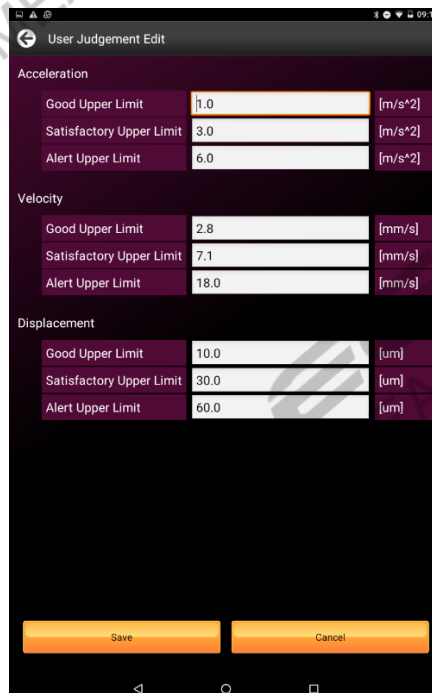 09:1
User Judgement Edit
Acceleration
Good Upper Limit 1.0 [m/s^2]
Satisfactory Upper Limit 3.0 [m/s^2]
Alert Upper Limit 6.0 [m/s^2]
Velocity
Good Upper Limit 2.8 [mm/s]
Satisfactory Upper Limit 7.1 [mm/s]
Alert Upper Limit 18.0 [mm/s]
Displacement
Good Upper Limit 10.0 [um]
Satisfactory Upper Limit 30.0 [um]
Alert Upper Limit 60.0 [um]
Save Cancel